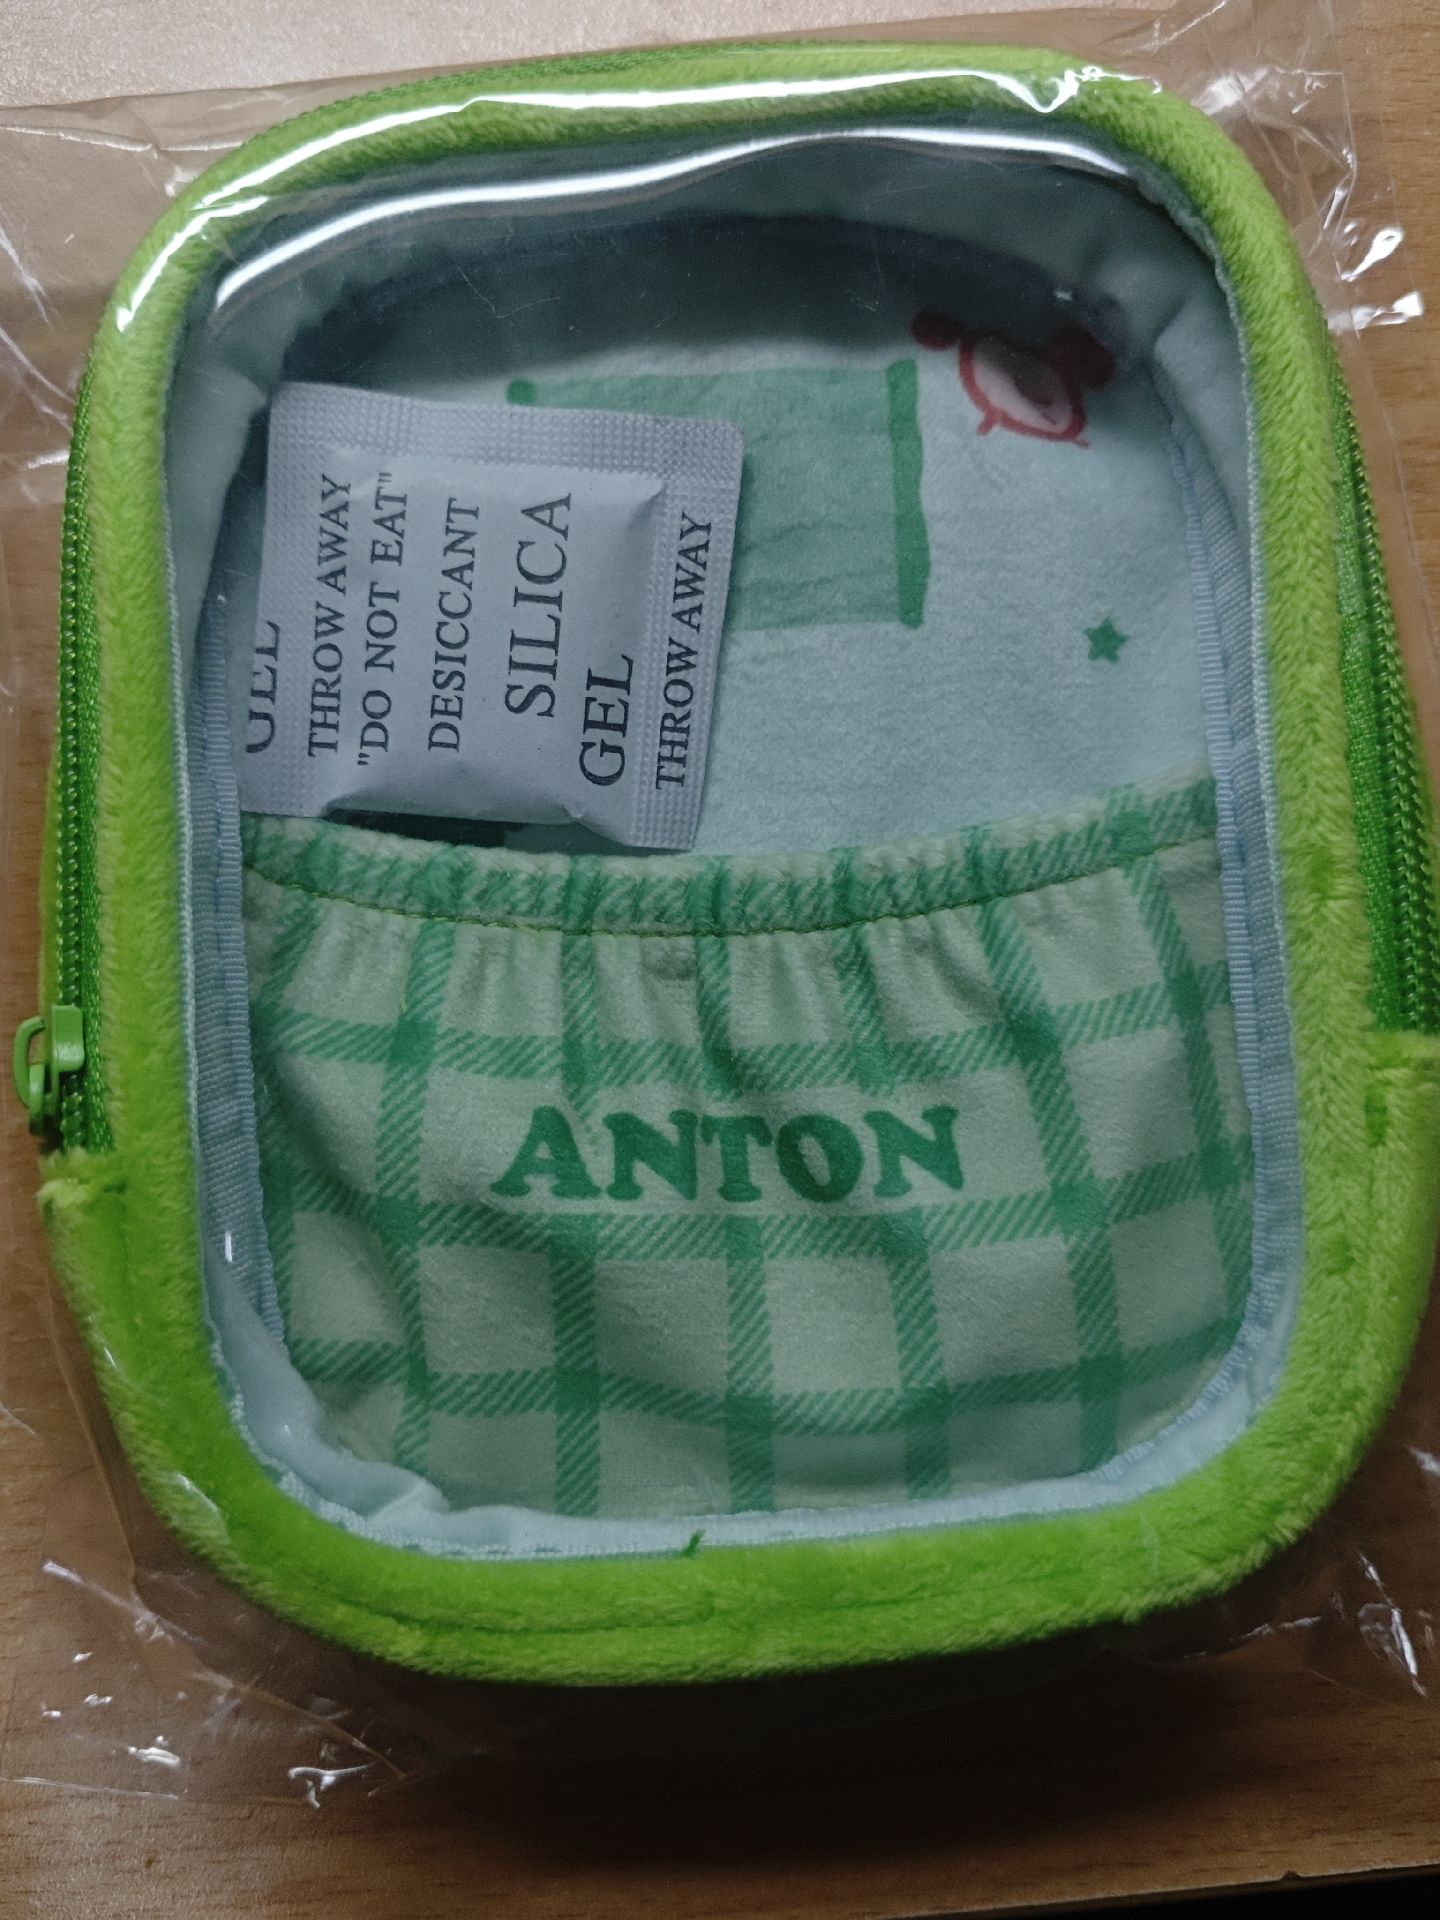 GEL
THROW AWAY
"DO NOT EAT"
DESICCANT
SILICA
GEL
THROW AWAY
ANTON